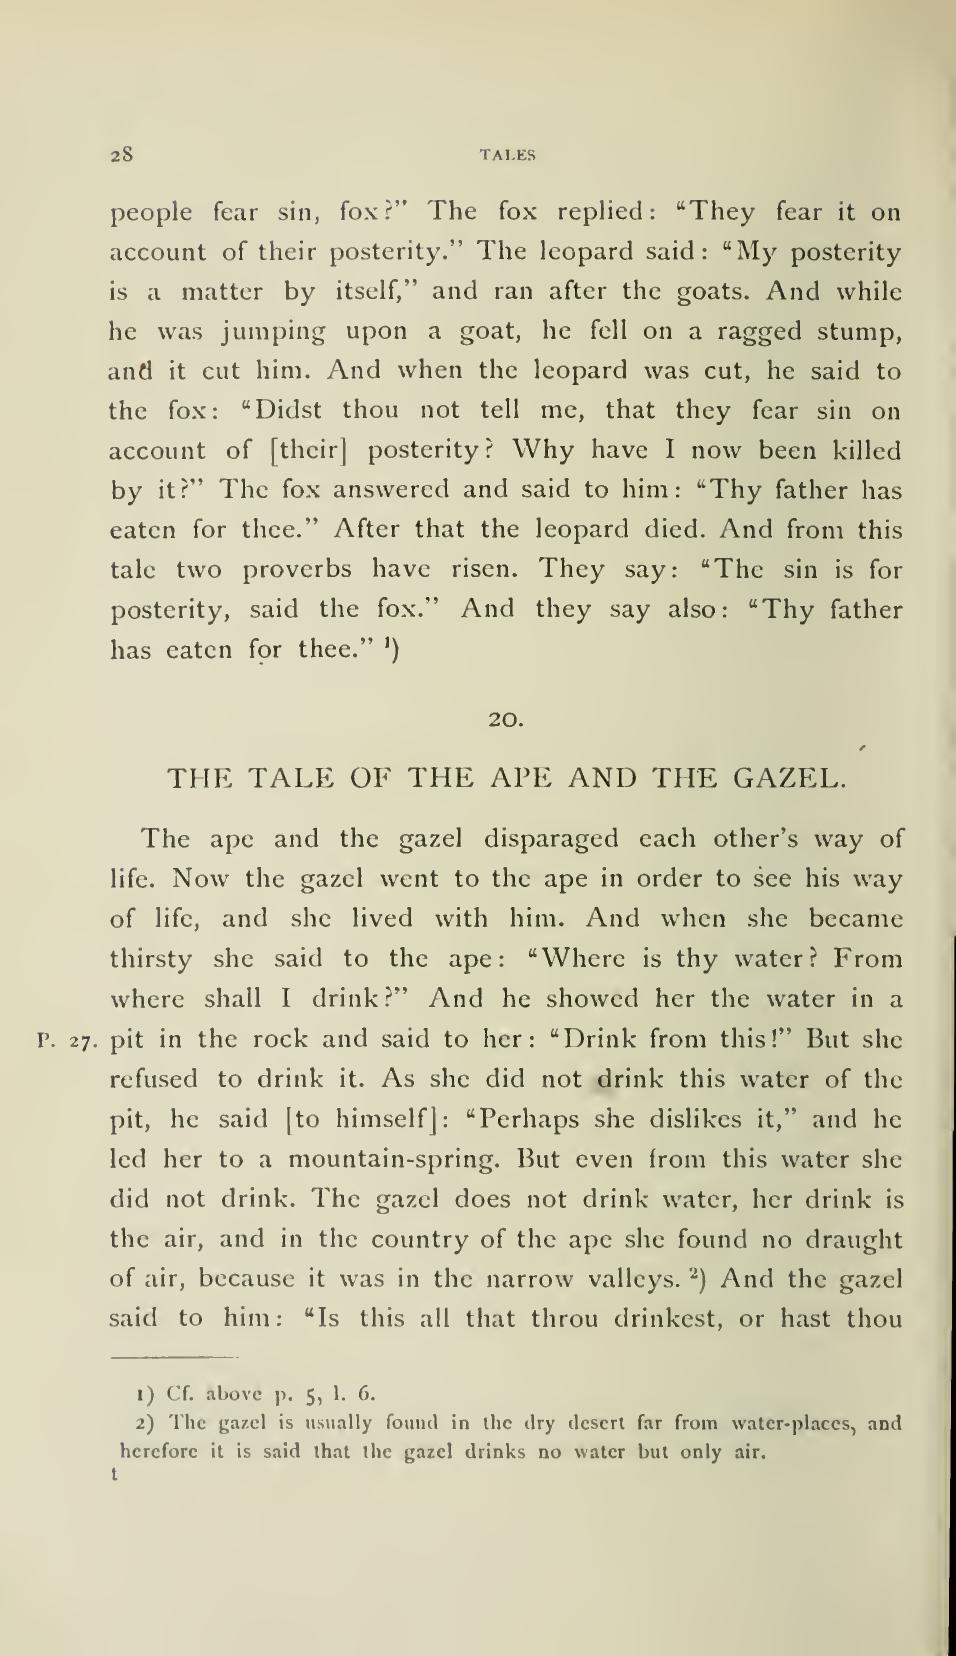 28 TALES
people fear sin, fox?" The fox replied: “They fear it on
account of their posterity." The leopard said: “My posterity
is a matter by itself,” and ran after the goats. And while
he was jumping upon a goat, he fell on a ragged stump,
and it cut him. And when the leopard was cut, he said to
the fox: “Didst thou not tell me, that they fear sin on
account of [their] posterity? Why have I now been killed
by it?” The fox answered and said to him: “Thy father has
eaten for thee.” After that the leopard died. And from this
tale two proverbs have risen. They say: “The sin is for
posterity, said the fox.” And they say also: “Thy father
has eaten for thee.” 1)
20.
THE TALE OF THE APE AND THE GAZEL.
The ape and the gazel disparaged each other's way of
life. Now the gazel went to the ape in order to see his way
of life, and she lived with him. And when she became
thirsty she said to the ape: “Where is thy water? From
where shall I drink?” And he showed her the water in a
P. 27. pit in the rock and said to her: “Drink from this!” But she
refused to drink it. As she did not drink this water of the
pit, he said [to himself]: “Perhaps she dislikes it,” and he
led her to a mountain-spring. But even from this water she
did not drink. The gazel does not drink water, her drink is
the air, and in the country of the ape she found no draught
of air, because it was in the narrow valleys. 2) And the gazel
said to him: “Is this all that throu drinkest, or hast thou
1) Cf. above p. 5, l. 6.
2) The gazel is usually found in the dry desert far from water-places, and
herefore it is said that the gazel drinks no water but only air.
t